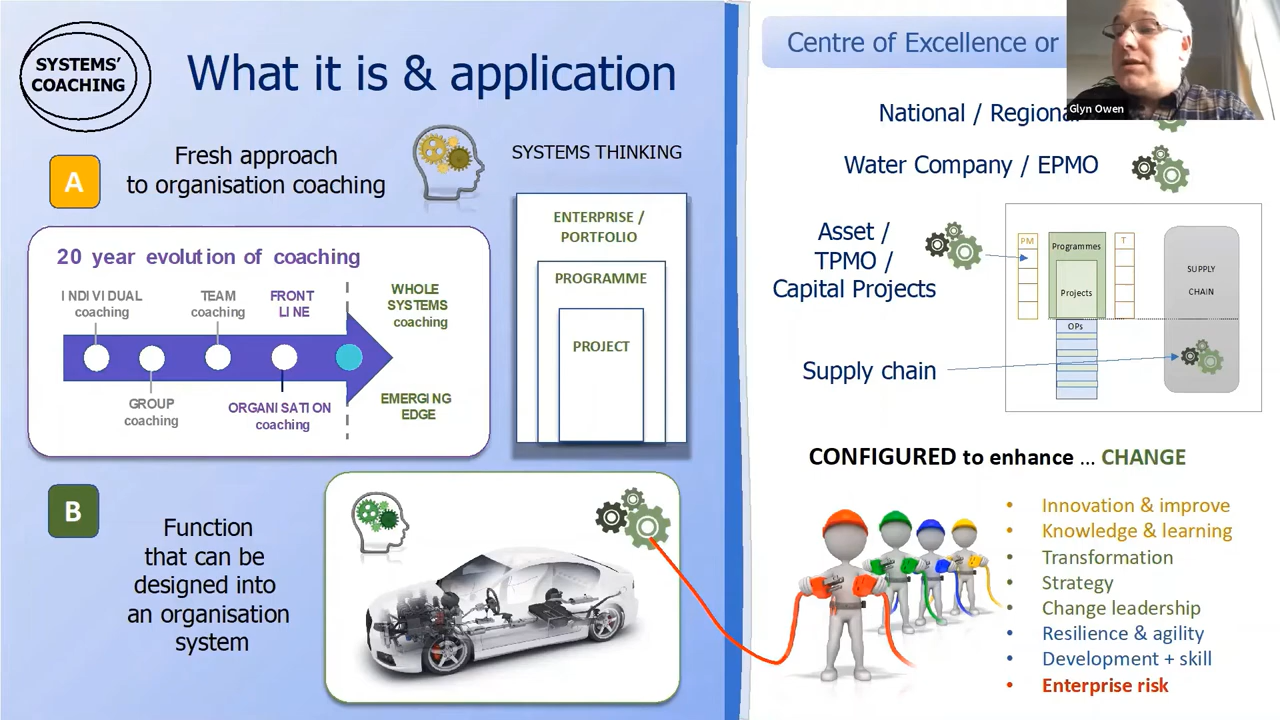 SYSTEMS'
COACHING
What it is & application
A
Fresh approach
to organisation coaching
SYSTEMS THINKING
20 year evolution of coaching
INDIVIDUAL
coaching
TEAM
coaching
FRONT
LINE
WHOLE
SYSTEMS
coaching
GROUP
coaching
ORGANISATION
coaching
EMERGING
EDGE
ENTERPRISE /
PORTFOLIO
PROGRAMME
PROJECT
B
Function
that can be
designed into
an organisation
system
Centre of Excellence or
Glyn Owen
National / Regional
Water Company / EPMO
Asset /
TPMO /
Capital Projects
PM
Programmes
T
Projects
OPs
SUPPLY
CHAIN
Supply chain
CONFIGURED to enhance ... CHANGE
• Innovation & improve
• Knowledge & learning
• Transformation
• Strategy
• Change leadership
• Resilience & agility
• Development + skill
• Enterprise risk